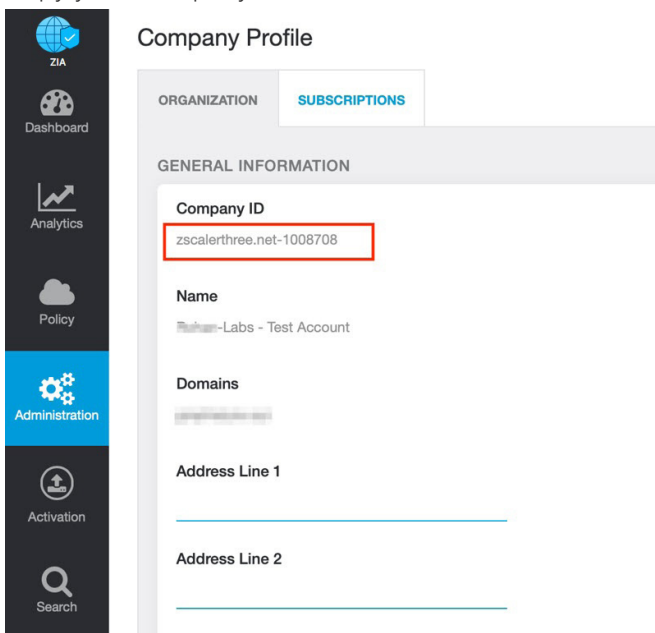 Company Profile
ZIA
Dashboard
Analytics
Policy
Administration
Activation
Search
ORGANIZATION
SUBSCRIPTIONS
GENERAL INFORMATION
Company ID
zscalerthree.net-1008708
Name
-Labs - Test Account
Domains
Address Line 1
Address Line 2